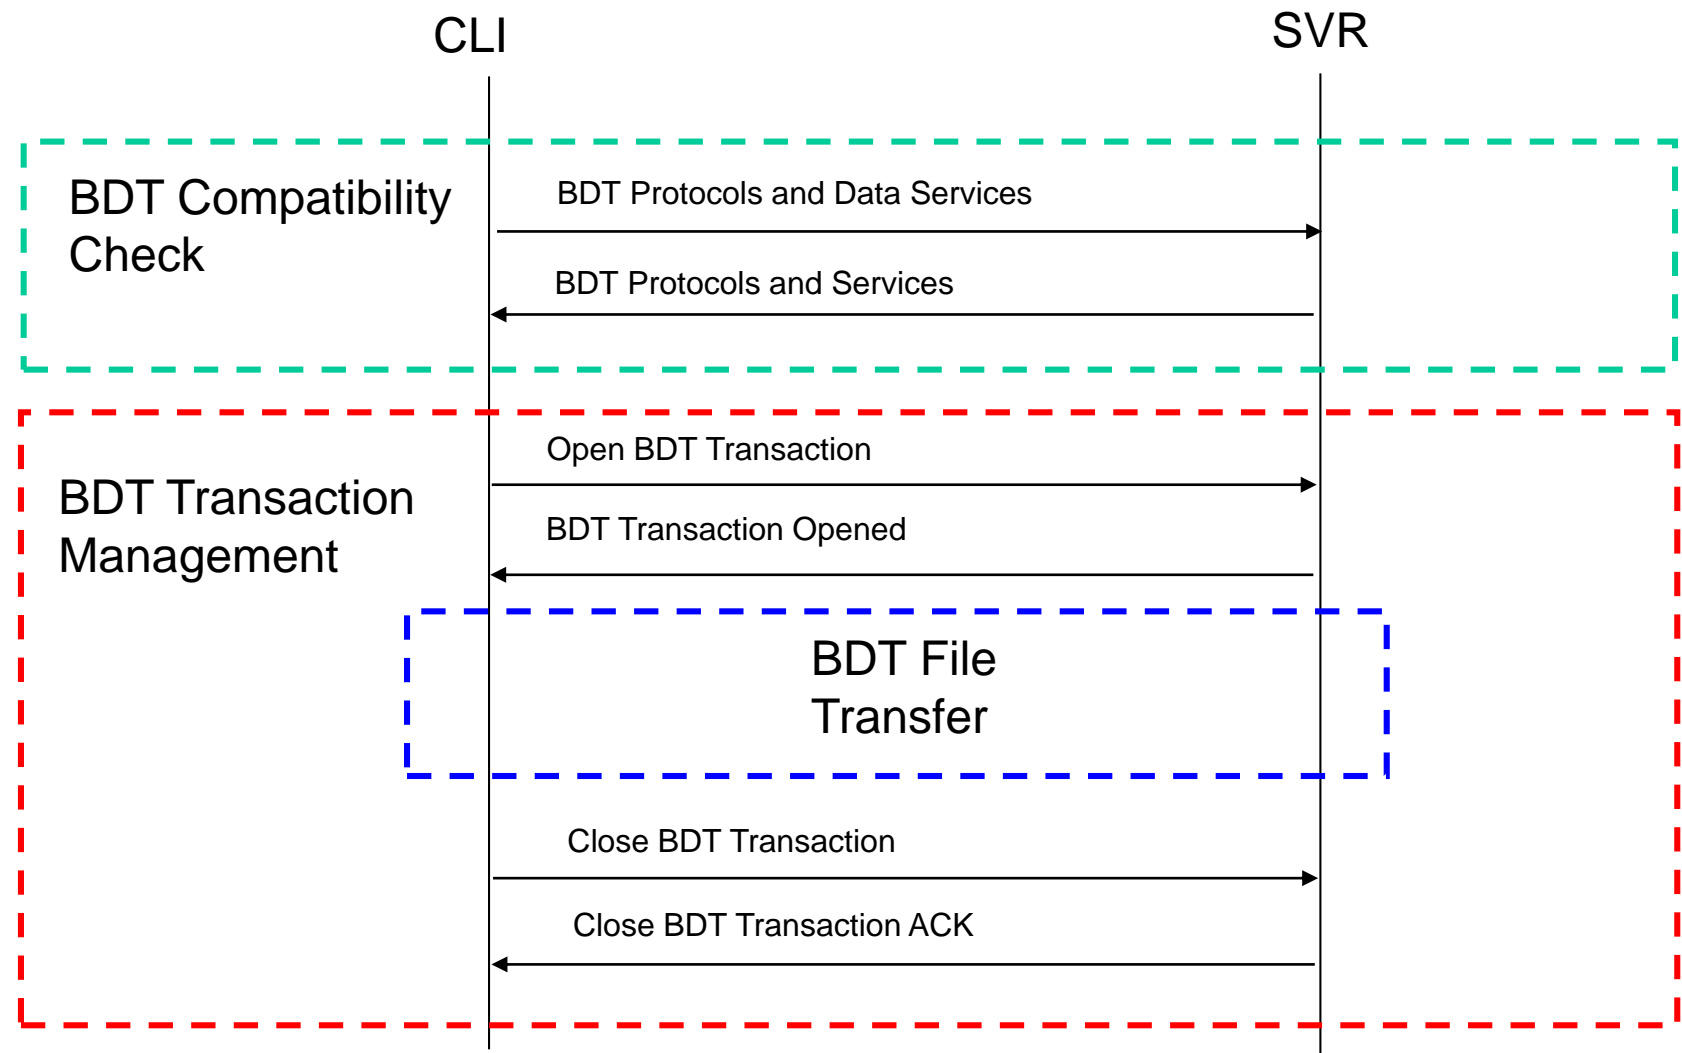 CLI
SVR
BDT Compatibility
Check
BDT Protocols and Data Services
BDT Protocols and Services
BDT Transaction
Management
Open BDT Transaction
BDT Transaction Opened
BDT File
Transfer
Close BDT Transaction
Close BDT Transaction ACK